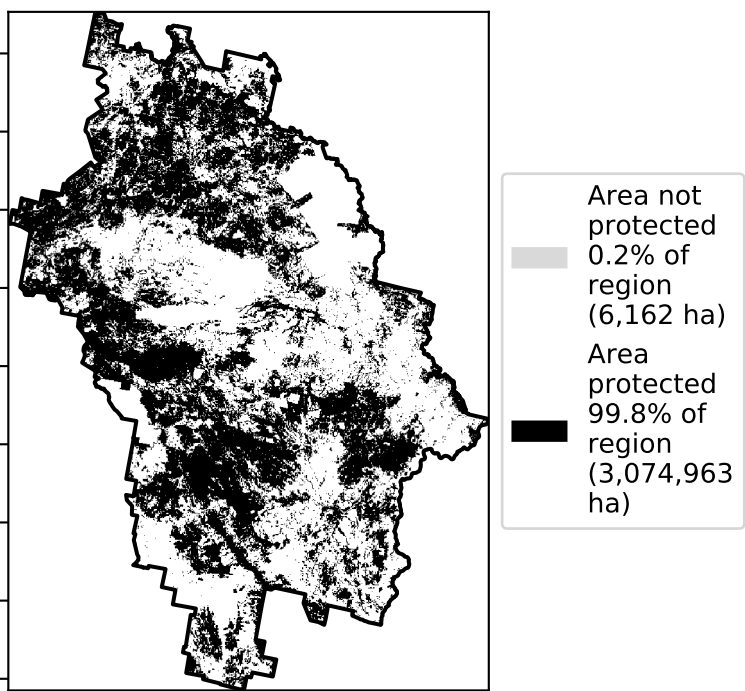 Area not
protected
0.2% of
region
(6,162 ha)
Area
protected
99.8% of
region
(3,074,963
ha)